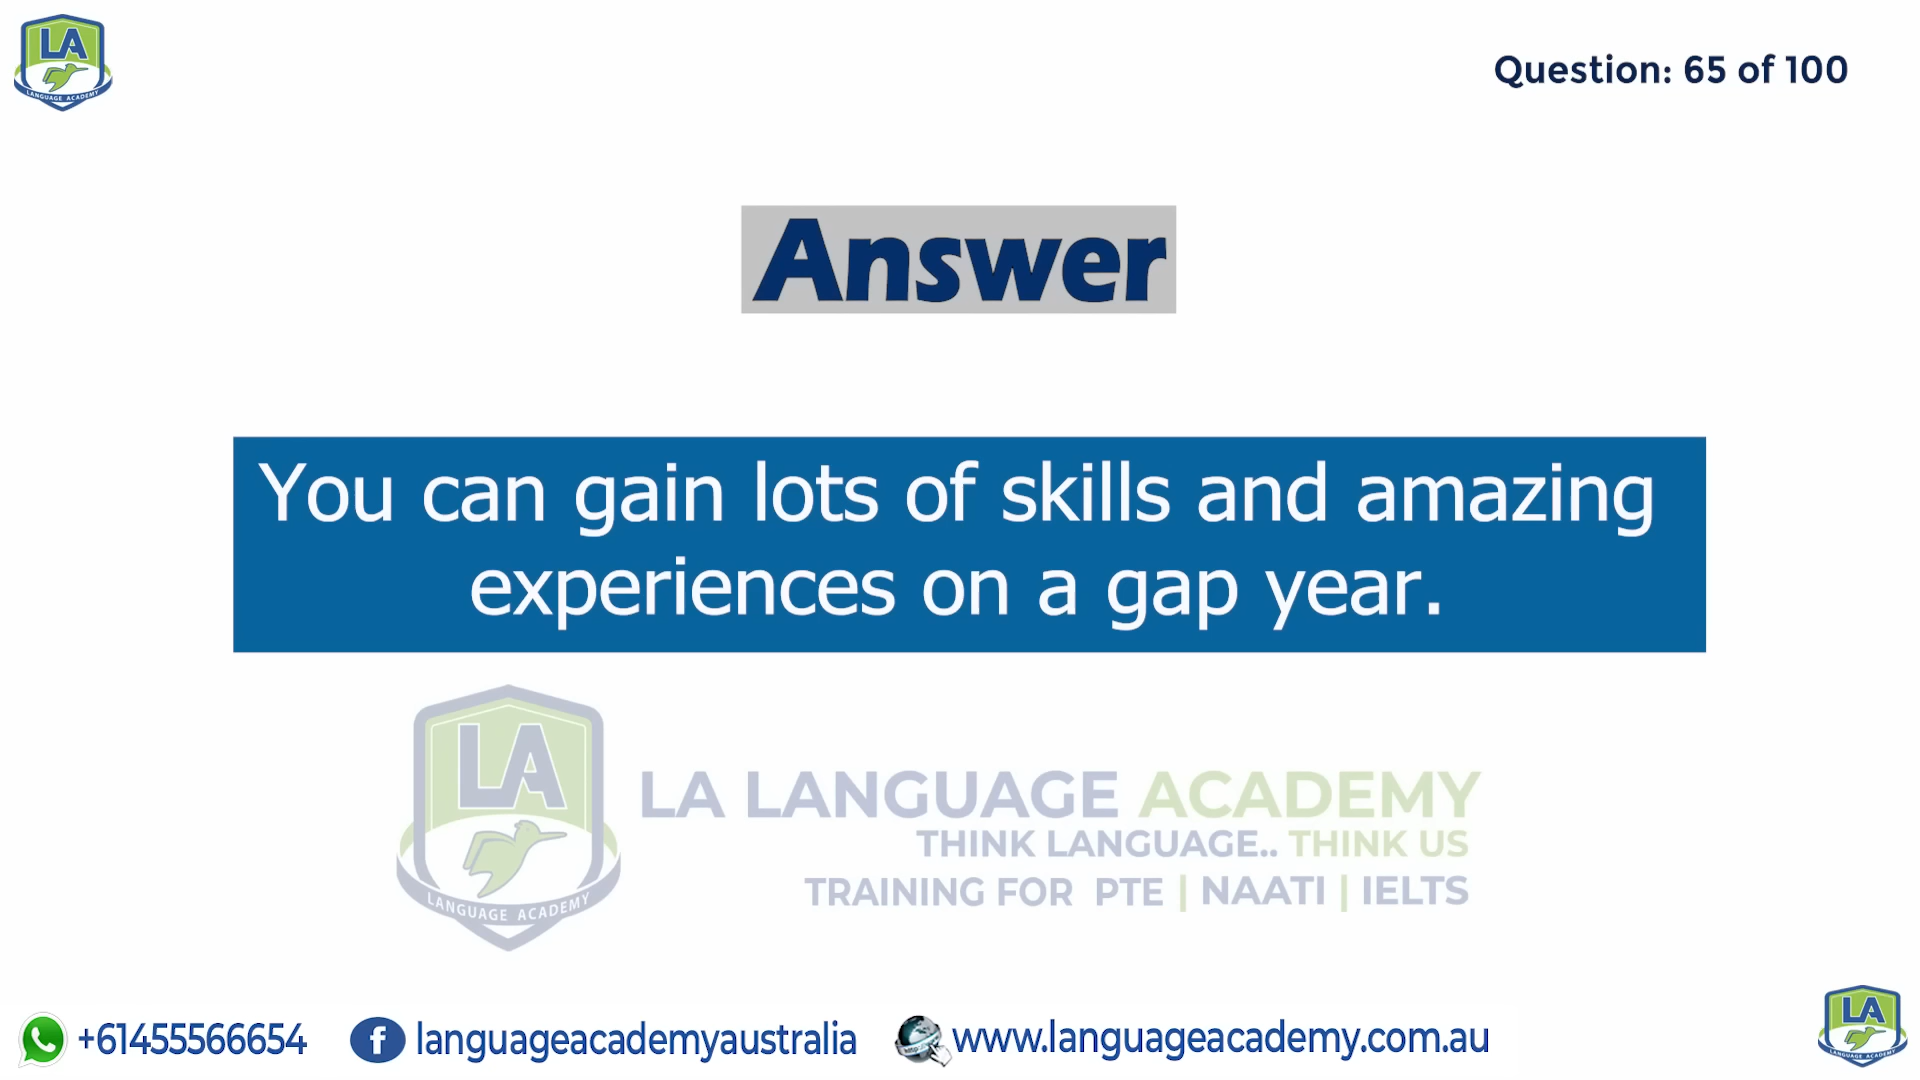 LA
LANGUAGE ACADEMY
Question: 65 of 100
Answer
You can gain lots of skills and amazing
experiences on a gap year.
LA
LANGUAGE ACADEMY
LA LANGUAGE ACADEMY
THINK LANGUAGE.. THINK US
TRAINING FOR PTE | NAATI | IELTS
+61455566654
languageacademyaustralia
www.languageacademy.com.au
LA
LANGUAGE ACADEMY